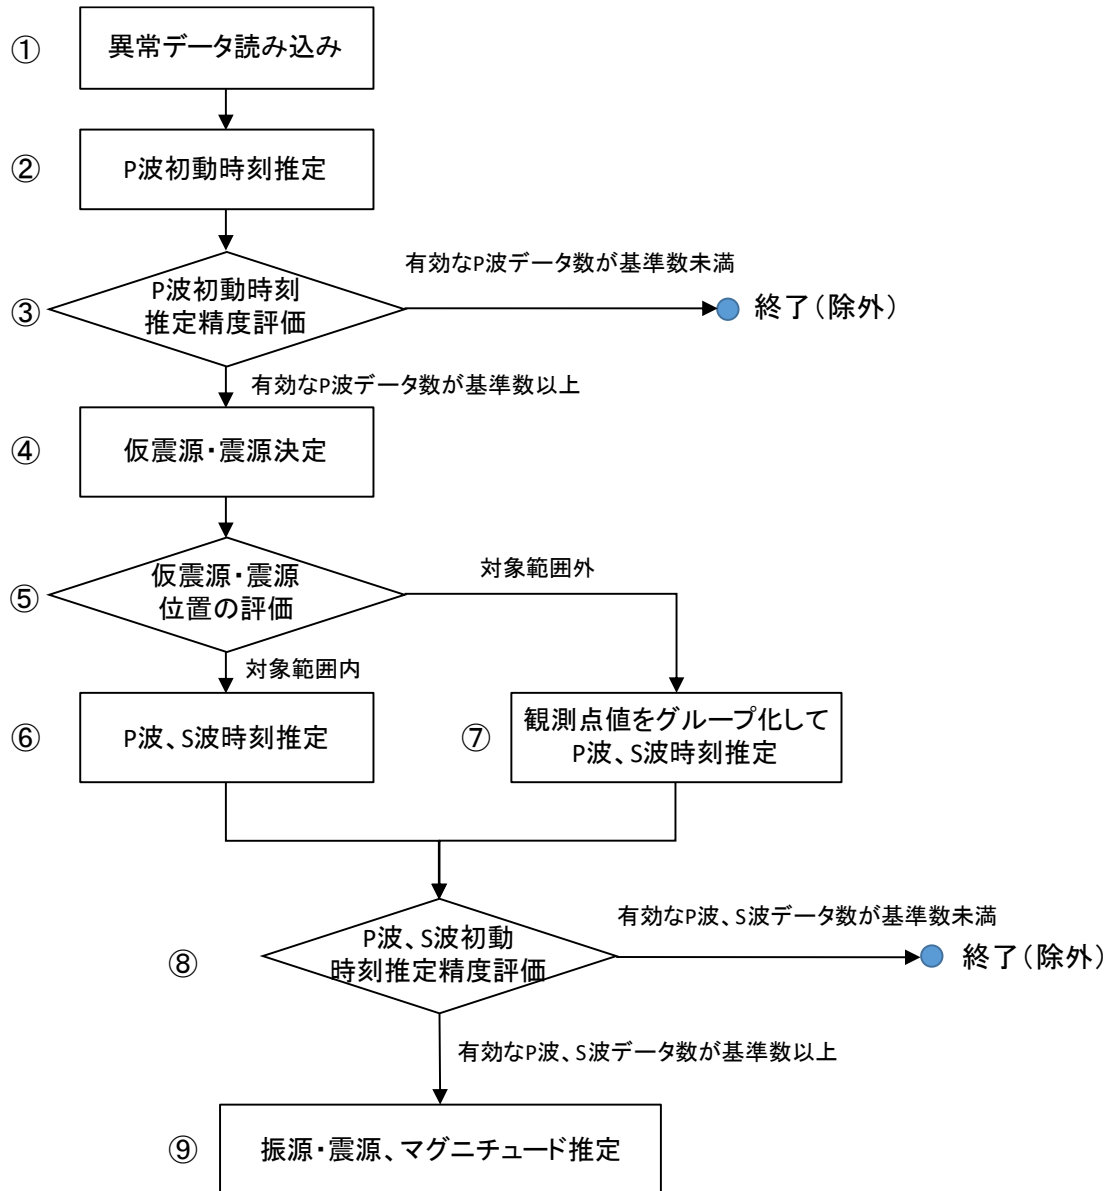 ① 異常データ読み込み
② P波初動時刻推定
有効なP波データ数が基準数未満
③ P波初動時刻
推定精度評価
終了（除外）
有効なP波データ数が基準数以上
④ 仮震源・震源決定
⑤ 仮震源・震源
位置の評価
対象範囲外
対象範囲内
⑥ P波、S波時刻推定
⑦ 観測点値をグループ化して
P波、S波時刻推定
有効なP波、S波データ数が基準数未満
⑧ P波、S波初動
時刻推定精度評価
終了（除外）
有効なP波、S波データ数が基準数以上
⑨ 振源・震源、マグニチュード推定